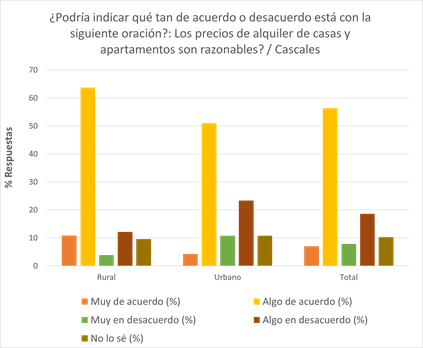 ¿Podría indicar qué tan de acuerdo o desacuerdo está con la
siguiente oración?: Los precios de alquiler de casas y
apartamentos son razonables? / Cascales
% Respuestas
70
60
50
40
30
20
10
0
Rural Urbano Total
Muy de acuerdo (%) Algo de acuerdo (%)
Muy en desacuerdo (%) Algo en desacuerdo (%)
No lo sé (%)